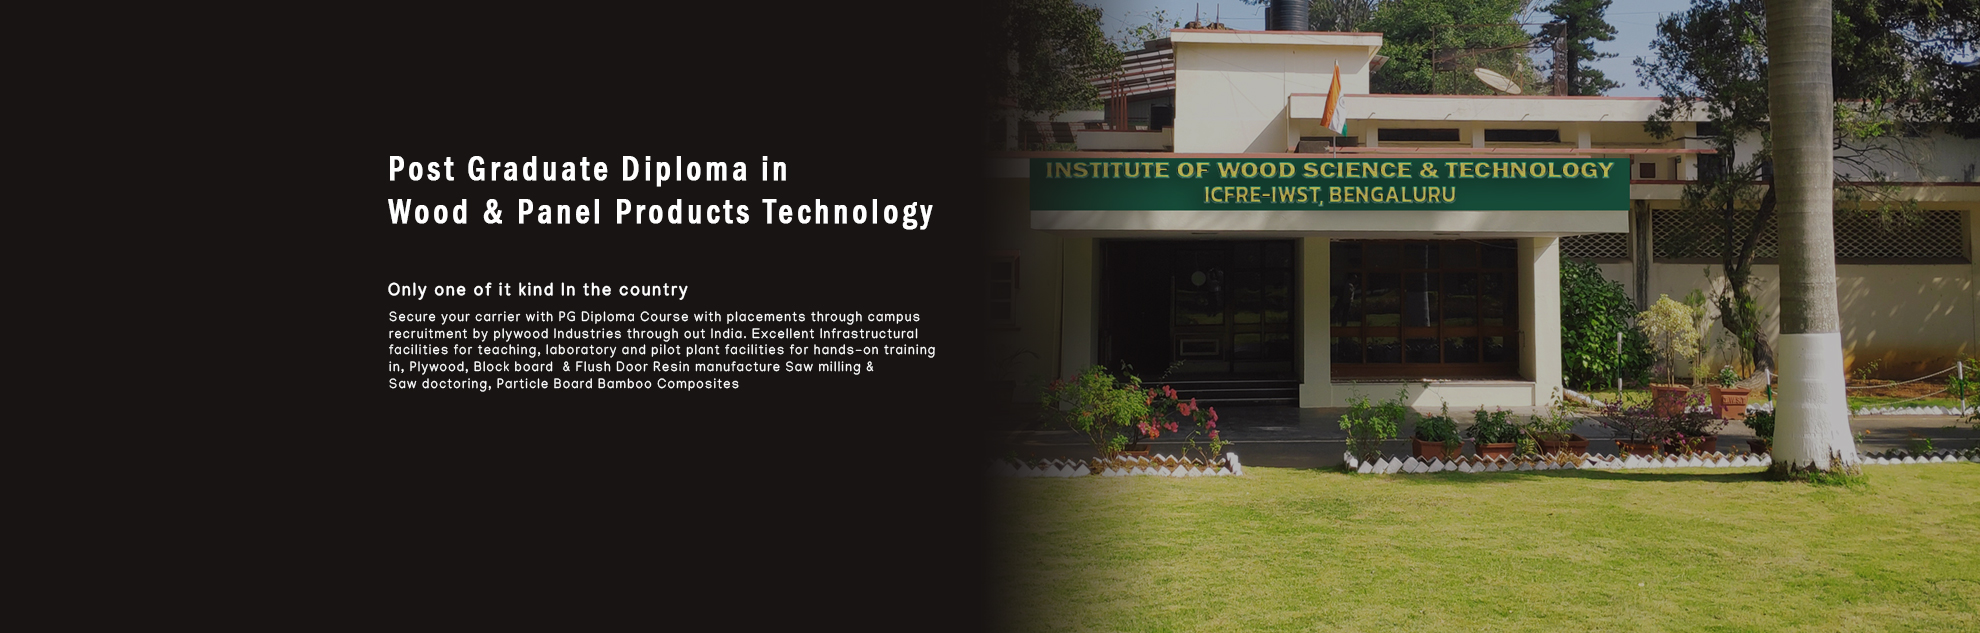 Post Graduate Diploma in
Wood & Panel Products Technology
Only one of it kind In the country
Secure your carrier with PG Diploma Course with placements through campus
recruitment by plywood Industries through out India. Excellent Infrastructural
facilities for teaching, laboratory and pilot plant facilities for hands-on training
in, Plywood, Block board & Flush Door Resin manufacture Saw milling &
Saw doctoring, Particle Board Bamboo Composites
INSTITUTE OF WOOD SCIENCE & TECHNOLOGY
ICFRE-IWST, BENGALURU